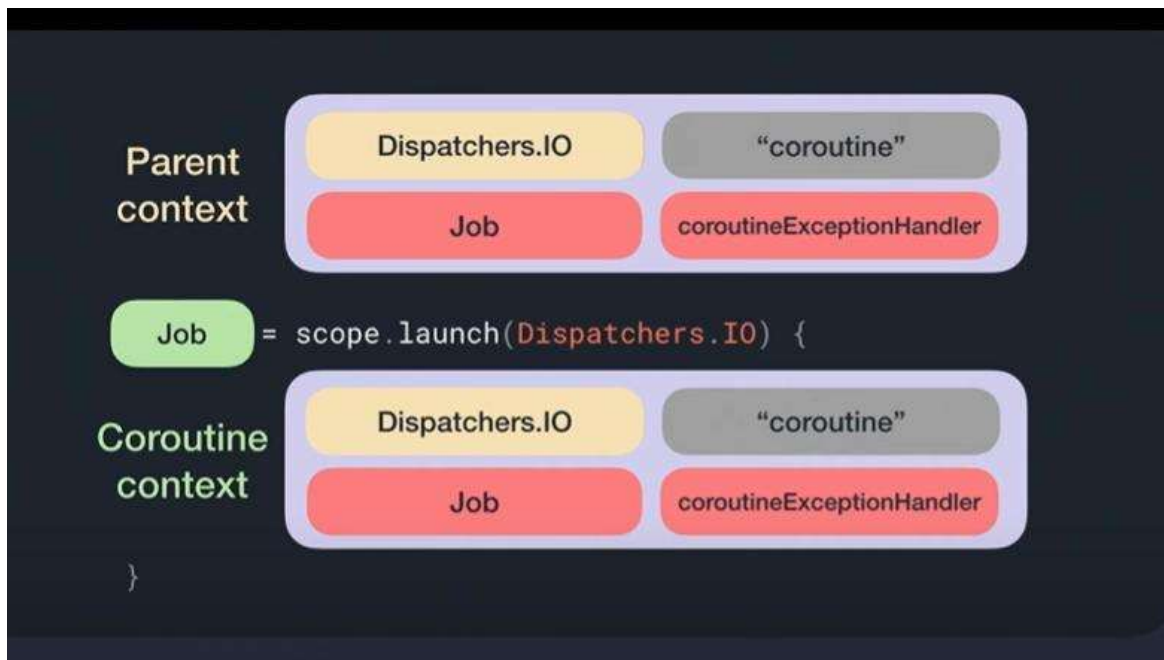 Parent
context
Dispatchers.IO
“coroutine”
Job
coroutineExceptionHandler
Job = scope.launch(Dispatchers.IO) {
Coroutine
context
Dispatchers.IO
“coroutine”
Job
coroutineExceptionHandler
}